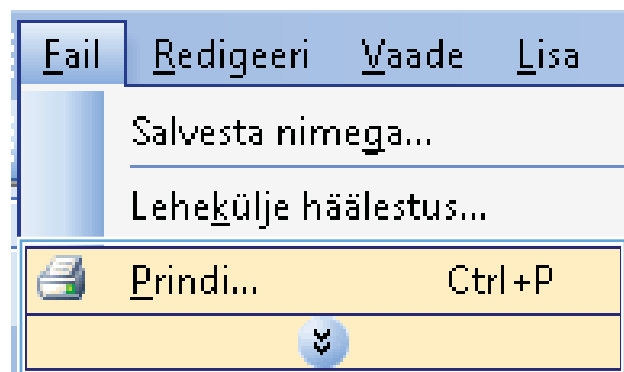 Fail Redigeeri Vaade Lisa
Salvesta nimega...
Lehekülje häälestus...
Prindi... Ctrl+P